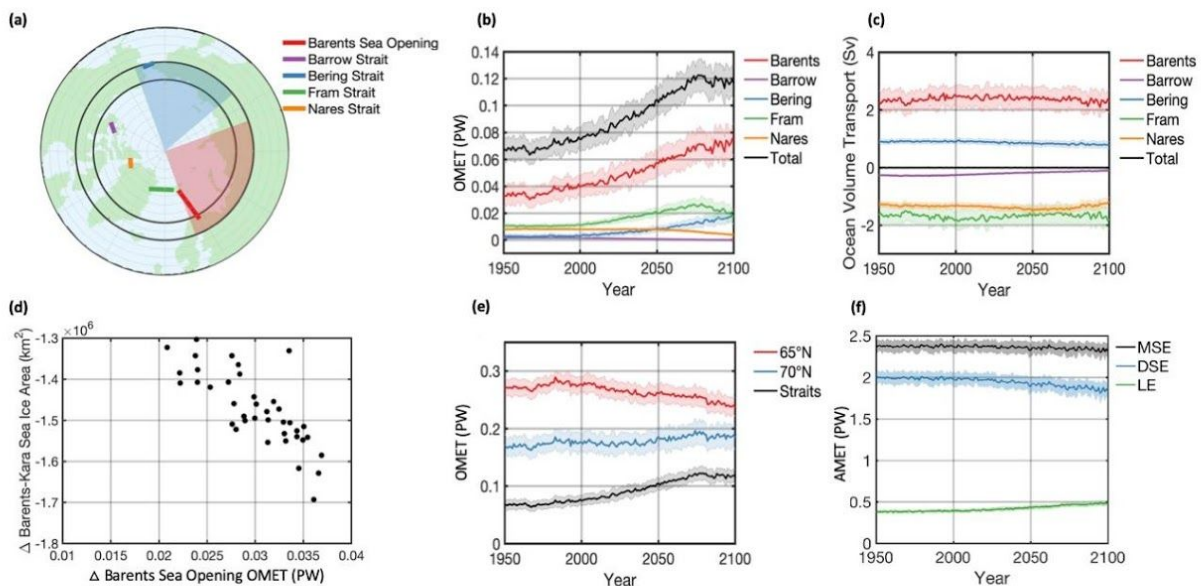 (a)
Barents Sea Opening
Barrow Strait
Bering Strait
Fram Strait
Nares Strait
(b)
OMET (PW)
0.14
0.12
0.10
0.08
0.06
0.04
0.02
0
1950 2000 2050 2100
Year
Barents
Barrow
Bering
Fram
Nares
Total
(c)
Ocean Volume Transport (Sv)
4
2
0
-2
1950 2000 2050 2100
Year
Barents
Barrow
Bering
Fram
Nares
Total
(d)
×10⁶
Δ Barents-Kara Sea Ice Area (km²)
-1.3
-1.4
-1.5
-1.6
-1.7
-1.8
0.01 0.015 0.02 0.025 0.03 0.035 0.04
Δ Barents Sea Opening OMET (PW)
(e)
OMET (PW)
0.3
0.2
0.1
0
1950 2000 2050 2100
Year
65°N
70°N
Straits
(f)
AMET (PW)
2.5
2
1.5
1
0.5
0
1950 2000 2050 2100
Year
MSE
DSE
LE